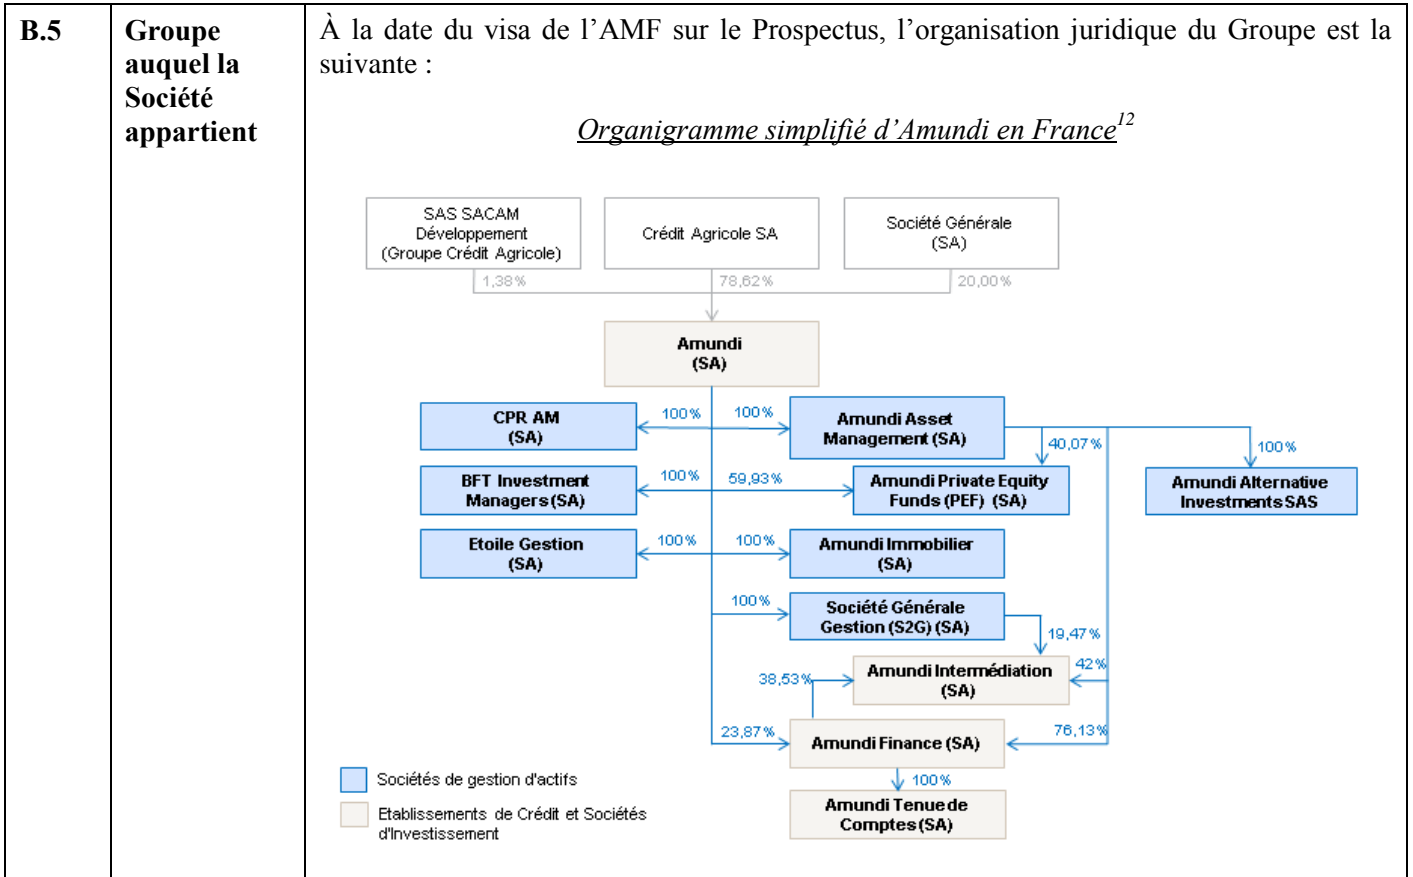 B.5
Groupe
auquel la
Société
appartient
À la date du visa de l’AMF sur le Prospectus, l’organisation juridique du Groupe est la
suivante :
Organigramme simplifié d’Amundi en France12
SAS SACAM
Développement
(Groupe Crédit Agricole)
Crédit Agricole SA
Société Générale
(SA)
1,38%
78,62%
20,00%
Amundi
(SA)
CPR AM
(SA)
100%
100%
Amundi Asset
Management (SA)
40,07%
100%
BFT Investment
Managers (SA)
100%
59,93%
Amundi Private Equity
Funds (PEF) (SA)
Amundi Alternative
Investments SAS
Etoile Gestion
(SA)
100%
100%
Amundi Immobilier
(SA)
100%
Société Générale
Gestion (S2G) (SA)
19,47%
Amundi Intermédiation
(SA)
42%
38,53%
23,87%
Amundi Finance (SA)
76,13%
100%
Amundi Tenue de
Comptes (SA)
Sociétés de gestion d'actifs
Etablissements de Crédit et Sociétés
d'Investissement